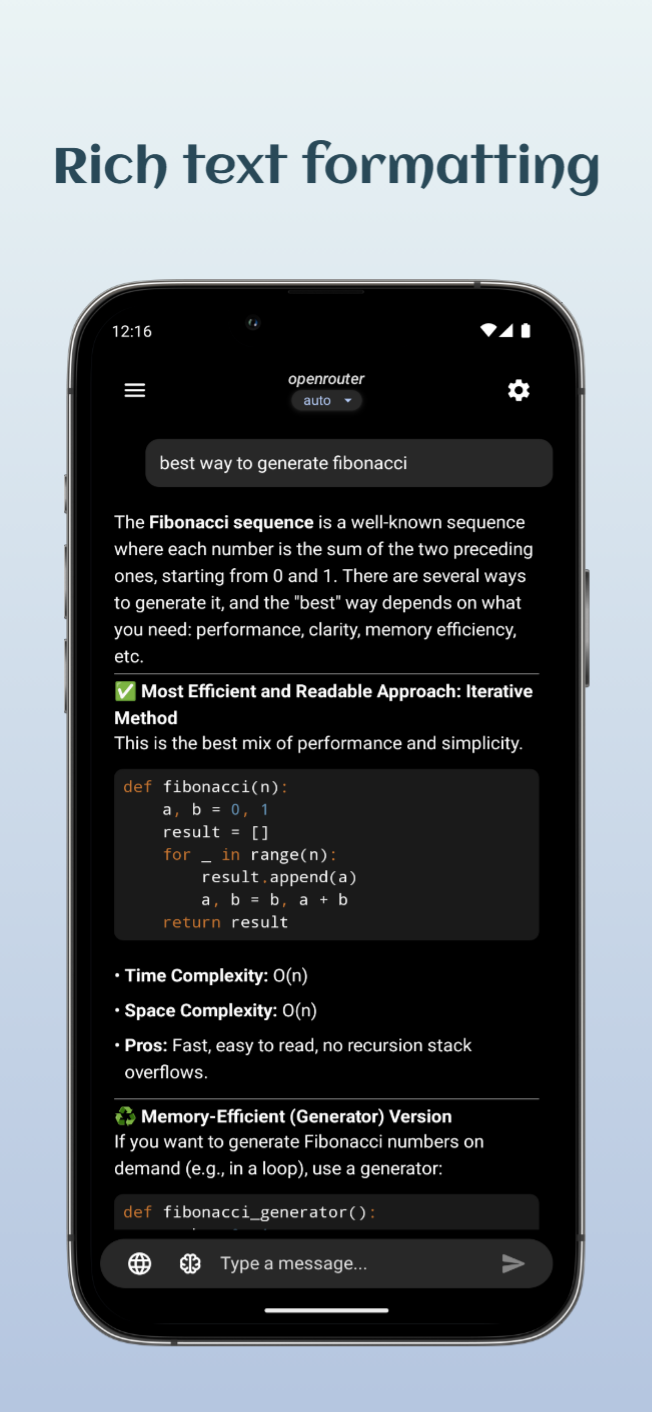 Rich text formatting
12:16
openrouter
auto
best way to generate fibonacci
The Fibonacci sequence is a well-known sequence
where each number is the sum of the two preceding
ones, starting from 0 and 1. There are several ways
to generate it, and the "best" way depends on what
you need: performance, clarity, memory efficiency,
etc.
✅ Most Efficient and Readable Approach: Iterative
Method
This is the best mix of performance and simplicity.
def fibonacci(n):
    a, b = 0, 1
    result = []
    for _ in range(n):
        result.append(a)
        a, b = b, a + b
    return result
• Time Complexity: O(n)
• Space Complexity: O(n)
• Pros: Fast, easy to read, no recursion stack
overflows.
♻️ Memory-Efficient (Generator) Version
If you want to generate Fibonacci numbers on
demand (e.g., in a loop), use a generator:
def fibonacci_generator():
Type a message...